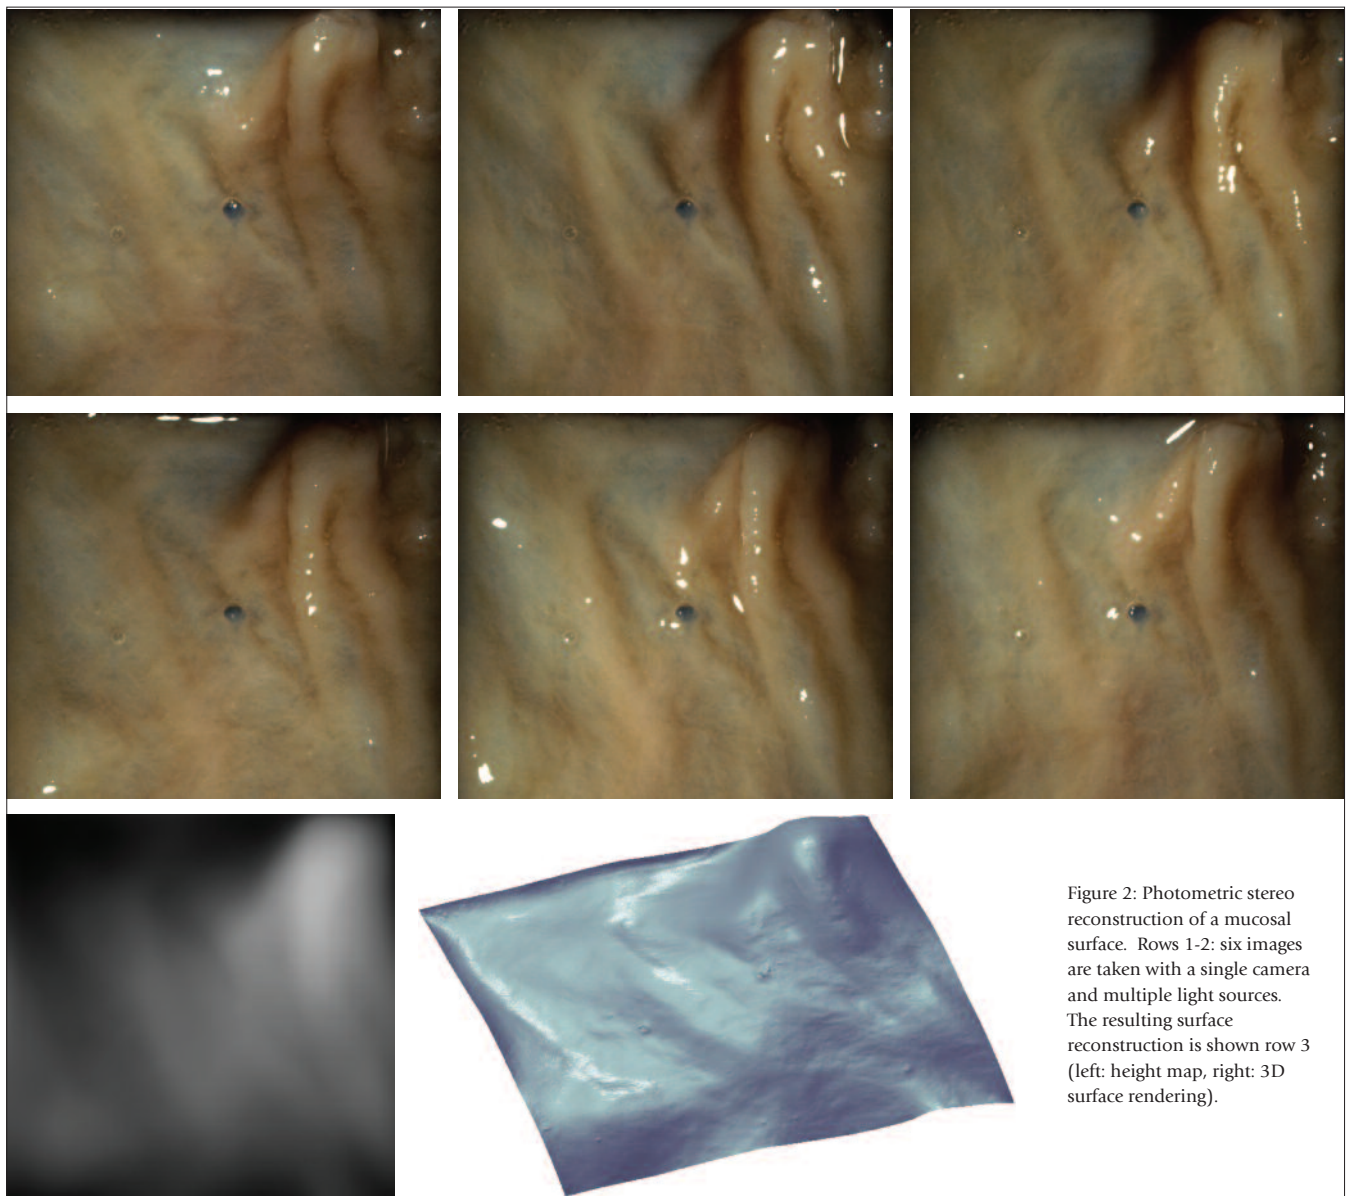 Figure 2: Photometric stereo
reconstruction of a mucosal
surface. Rows 1-2: six images
are taken with a single camera
and multiple light sources.
The resulting surface
reconstruction is shown row 3
(left: height map, right: 3D
surface rendering).